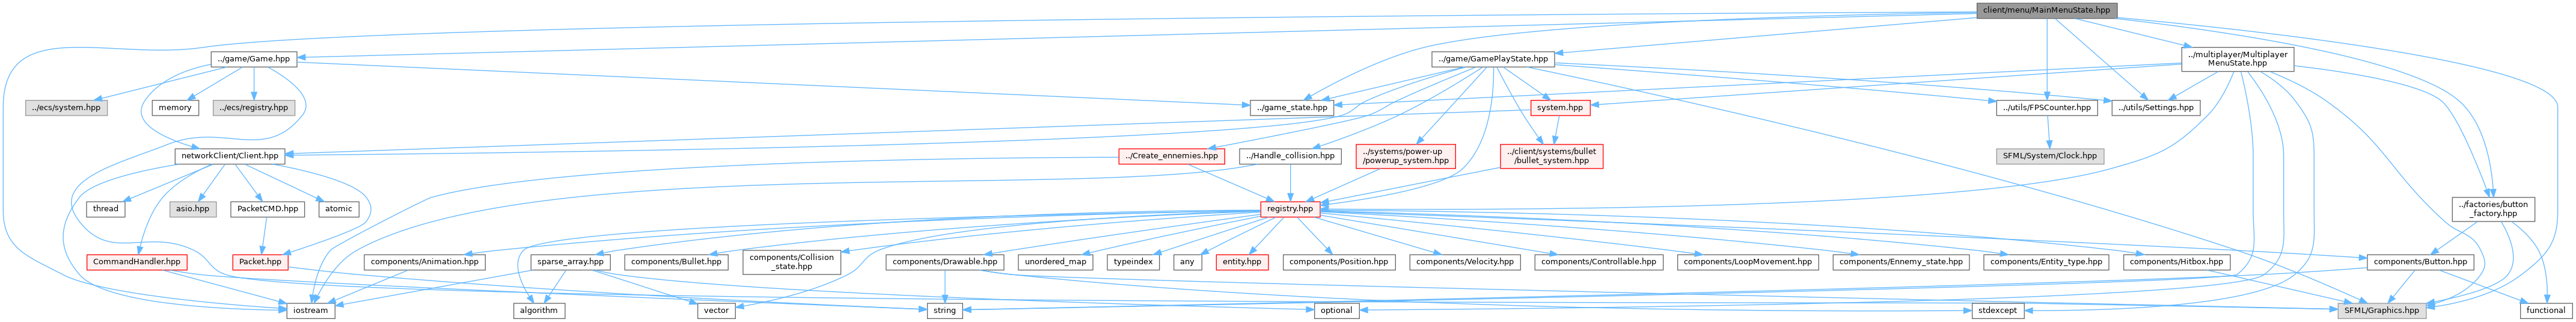 client/menu/MainMenuState.hpp
../game/Game.hpp
../game/GamePlayState.hpp
../multiplayer/Multiplayer
MenuState.hpp
../ecs/system.hpp
memory
../ecs/registry.hpp
../game_state.hpp
system.hpp
../utils/FPSCounter.hpp
../utils/Settings.hpp
networkClient/Client.hpp
../Create_ennemies.hpp
../Handle_collision.hpp
../systems/power-up
/powerup_system.hpp
../client/systems/bullet
/bullet_system.hpp
SFML/System/Clock.hpp
thread
asio.hpp
PacketCMD.hpp
atomic
registry.hpp
../factories/button
_factory.hpp
CommandHandler.hpp
Packet.hpp
components/Animation.hpp
sparse_array.hpp
components/Bullet.hpp
components/Collision
_state.hpp
components/Drawable.hpp
unordered_map
typeindex
any
entity.hpp
components/Position.hpp
components/Velocity.hpp
components/Controllable.hpp
components/LoopMovement.hpp
components/Ennemy_state.hpp
components/Entity_type.hpp
components/Hitbox.hpp
components/Button.hpp
iostream
algorithm
vector
string
optional
stdexcept
SFML/Graphics.hpp
functional